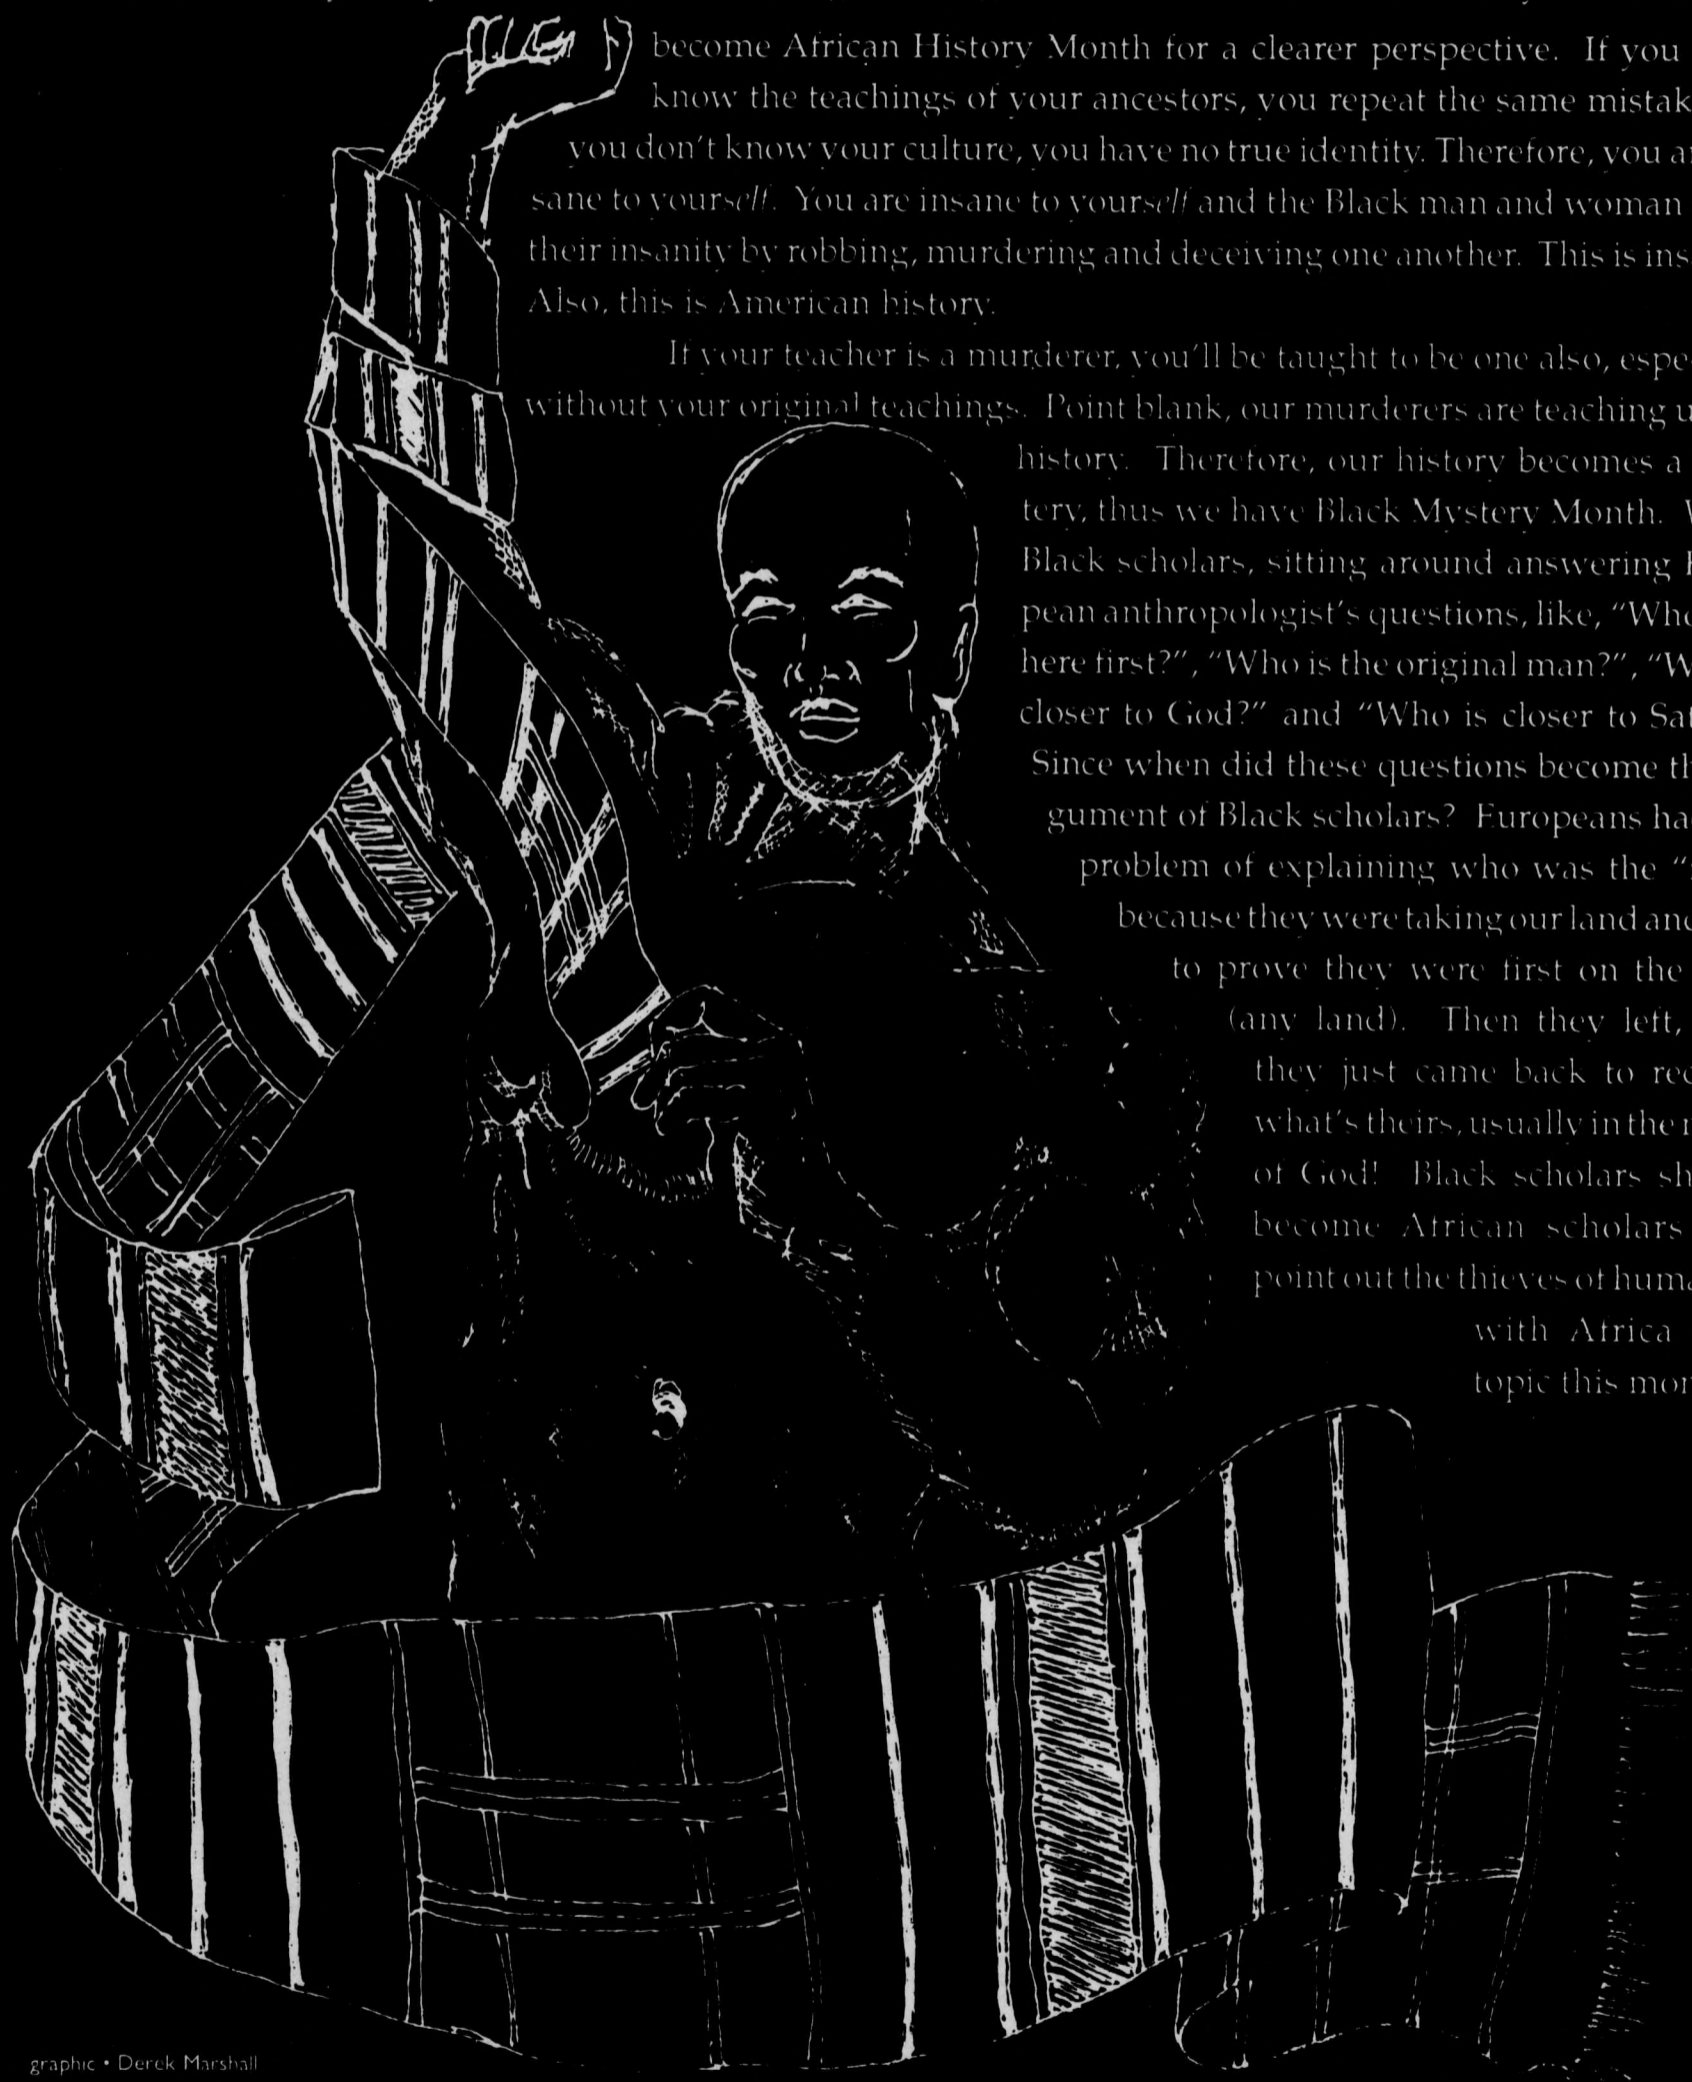 become African History Month for a clearer perspective. If you
know the teachings of your ancestors, you repeat the same mistak
you don't know your culture, you have no true identity. Therefore, you a
sane to yourself. You are insane to yourself and the Black man and woman
their insanity by robbing, murdering and deceiving one another. This is ins
Also, this is American history.
If your teacher is a murderer, you'll be taught to be one also, espe
without your original teachings. Point blank, our murderers are teaching u
history. Therefore, our history becomes a
tery, thus we have Black Mystery Month.
Black scholars, sitting around answering
pean anthropologist's questions, like, "Who
here first?", "Who is the original man?", "W
closer to God?" and "Who is closer to Sat
Since when did these questions become th
gument of Black scholars? Europeans ha
problem of explaining who was the "
because they were taking our land and
to prove they were first on the
(any land). Then they left,
they just came back to rec
what's theirs, usually in the
of God! Black scholars sh
become African scholars
point out the thieves of huma
with Africa
topic this mon
graphic • Derek Marshall